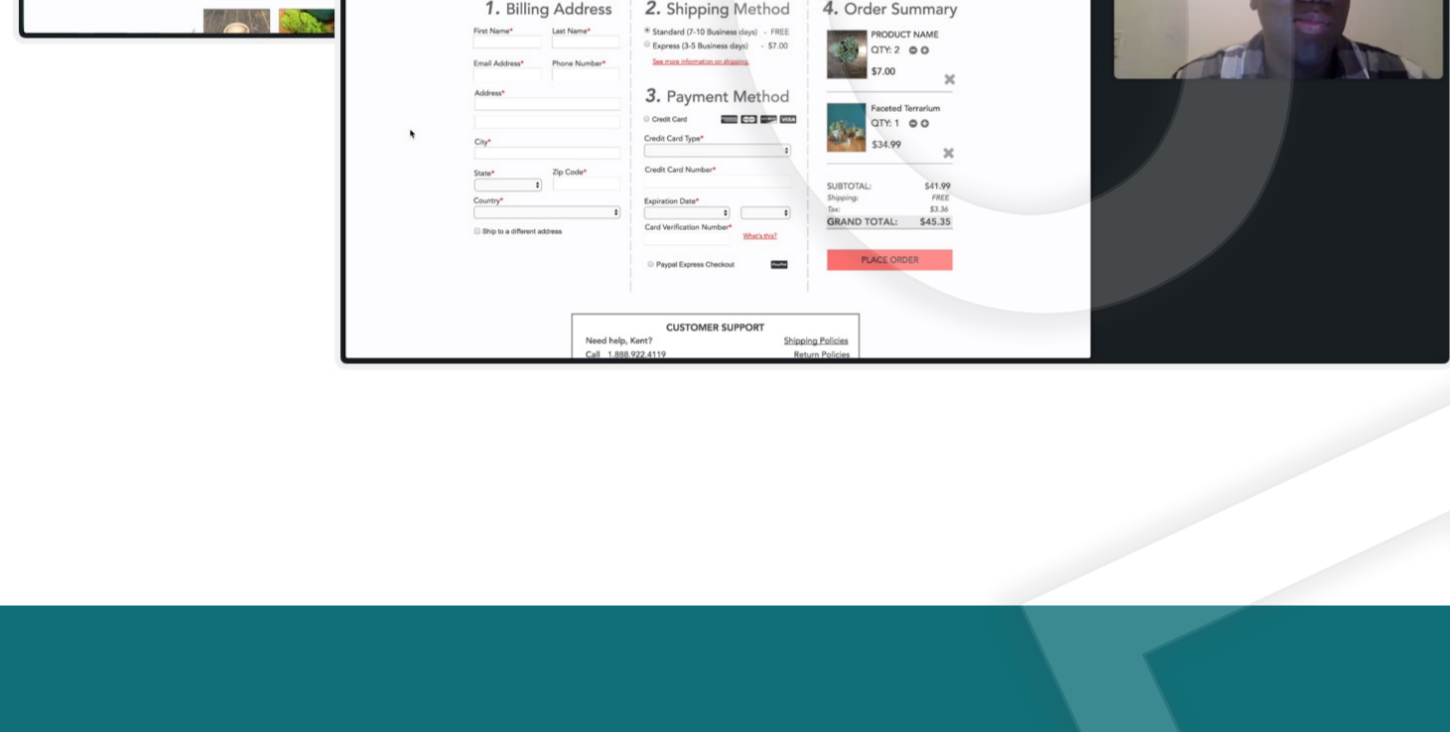 1. Billing Address
First Name* Last Name*
Email Address* Phone Number*
Address*
City*
State* Zip Code*
Country*
Ship to a different address
2. Shipping Method
Standard (7-10 Business days) - FREE
Express (3-5 Business days) - $7.00
See more information on shipping.
3. Payment Method
Credit Card VISA
Credit Card Type*
Credit Card Number*
Expiration Date*
Card Verification Number*
What's this?
Paypal Express Checkout PayPal
4. Order Summary
PRODUCT NAME
QTY: 2
$7.00
Faceted Terrarium
QTY: 1
$34.99
SUBTOTAL: $41.99
Shipping: FREE
Tax: $3.36
GRAND TOTAL: $45.35
PLACE ORDER
CUSTOMER SUPPORT
Need help, Kent? Shipping Policies
Call 1.888.922.4119 Return Policies